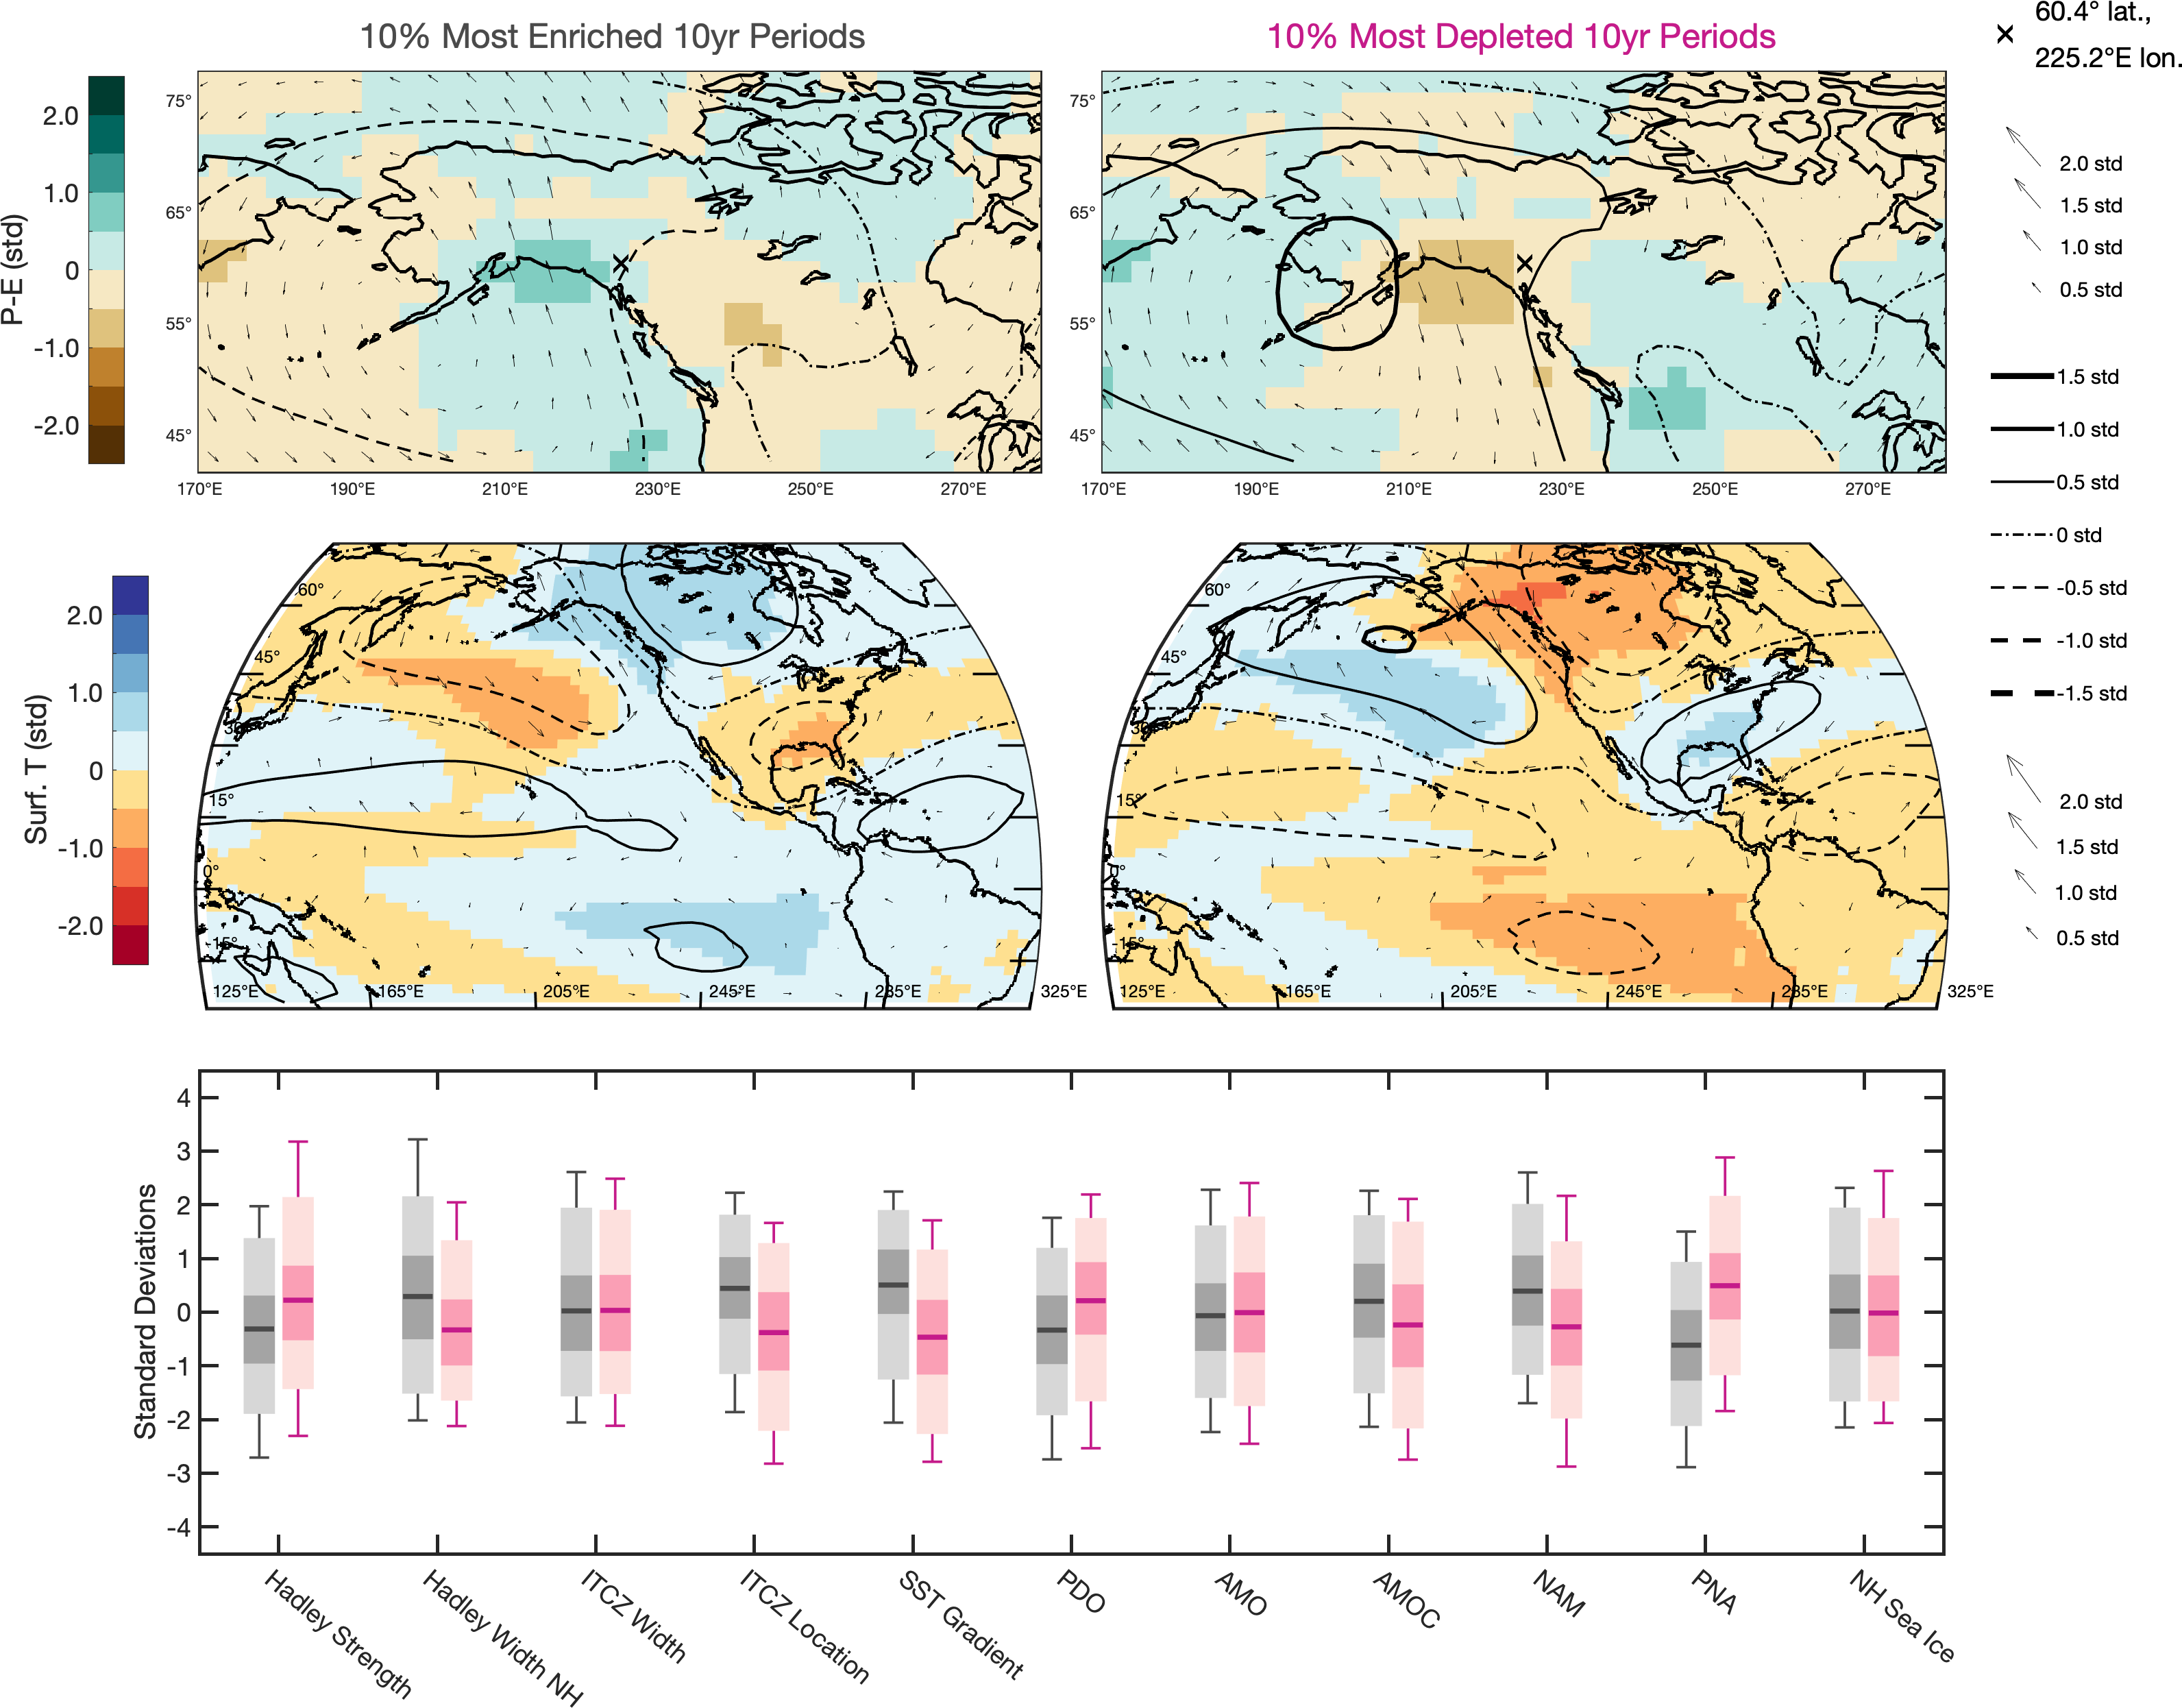 10% Most Enriched 10yr Periods
10% Most Depleted 10yr Periods
60.4° lat.,
225.2°E lon.
P-E (std)
2.0
1.0
0
-1.0
-2.0
75°
65°
55°
45°
170°E 190°E 210°E 230°E 250°E 270°E
75°
65°
55°
45°
170°E 190°E 210°E 230°E 250°E 270°E
2.0 std
1.5 std
1.0 std
0.5 std
1.5 std
1.0 std
0.5 std
0 std
-0.5 std
-1.0 std
-1.5 std
2.0 std
1.5 std
1.0 std
0.5 std
Surf. T (std)
2.0
1.0
0
-1.0
-2.0
60°
45°
30°
15°
0°
-15°
125°E 165°E 205°E 245°E 285°E 325°E
60°
45°
30°
15°
0°
-15°
125°E 165°E 205°E 245°E 285°E 325°E
Standard Deviations
4
3
2
1
0
-1
-2
-3
-4
Hadley Strength
Hadley Width NH
ITCZ Width
ITCZ Location
SST Gradient
PDO
AMO
AMOC
NAM
PNA
NH Sea Ice